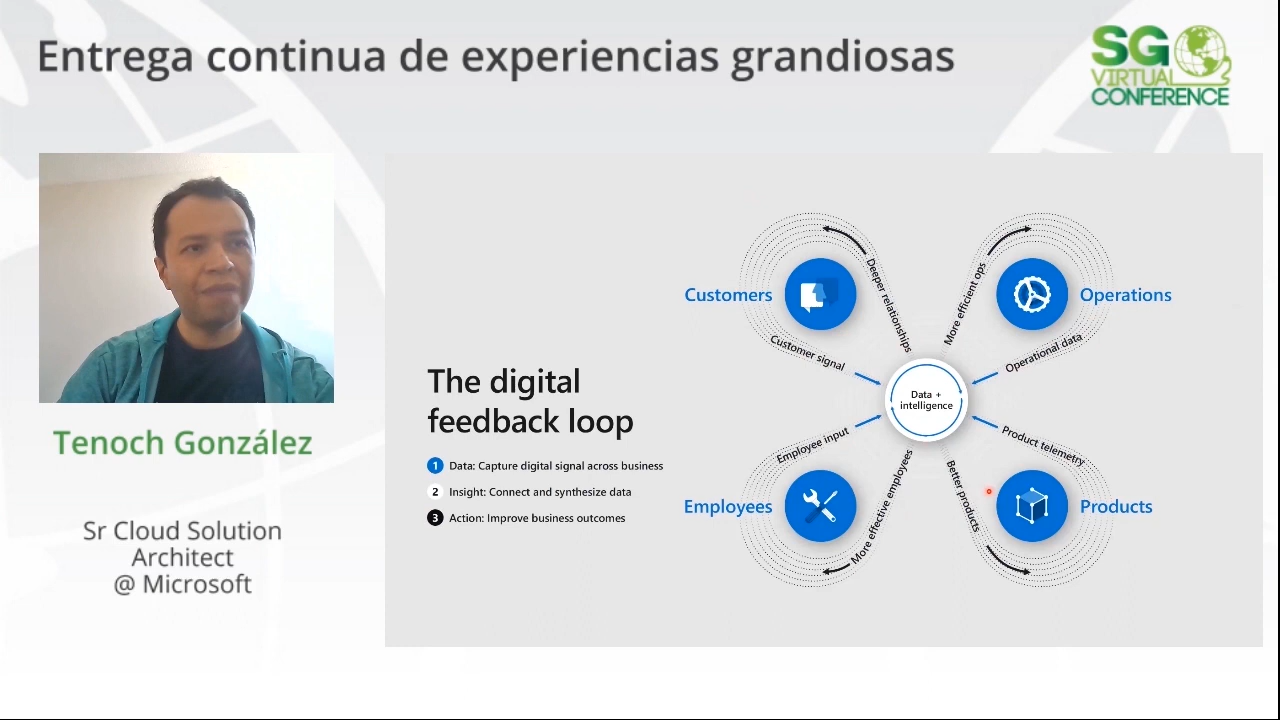 Entrega continua de experiencias grandiosas
SG
VIRTUAL
CONFERENCE
Tenoch González
Sr Cloud Solution
Architect
@ Microsoft
The digital
feedback loop
1 Data: Capture digital signal across business
2 Insight: Connect and synthesize data
3 Action: Improve business outcomes
Customers
Deeper relationships
Customer signal
More efficient ops
Operations
Operational data
Data +
intelligence
Employee input
Employees
More effective employees
Product telemetry
Better products
Products